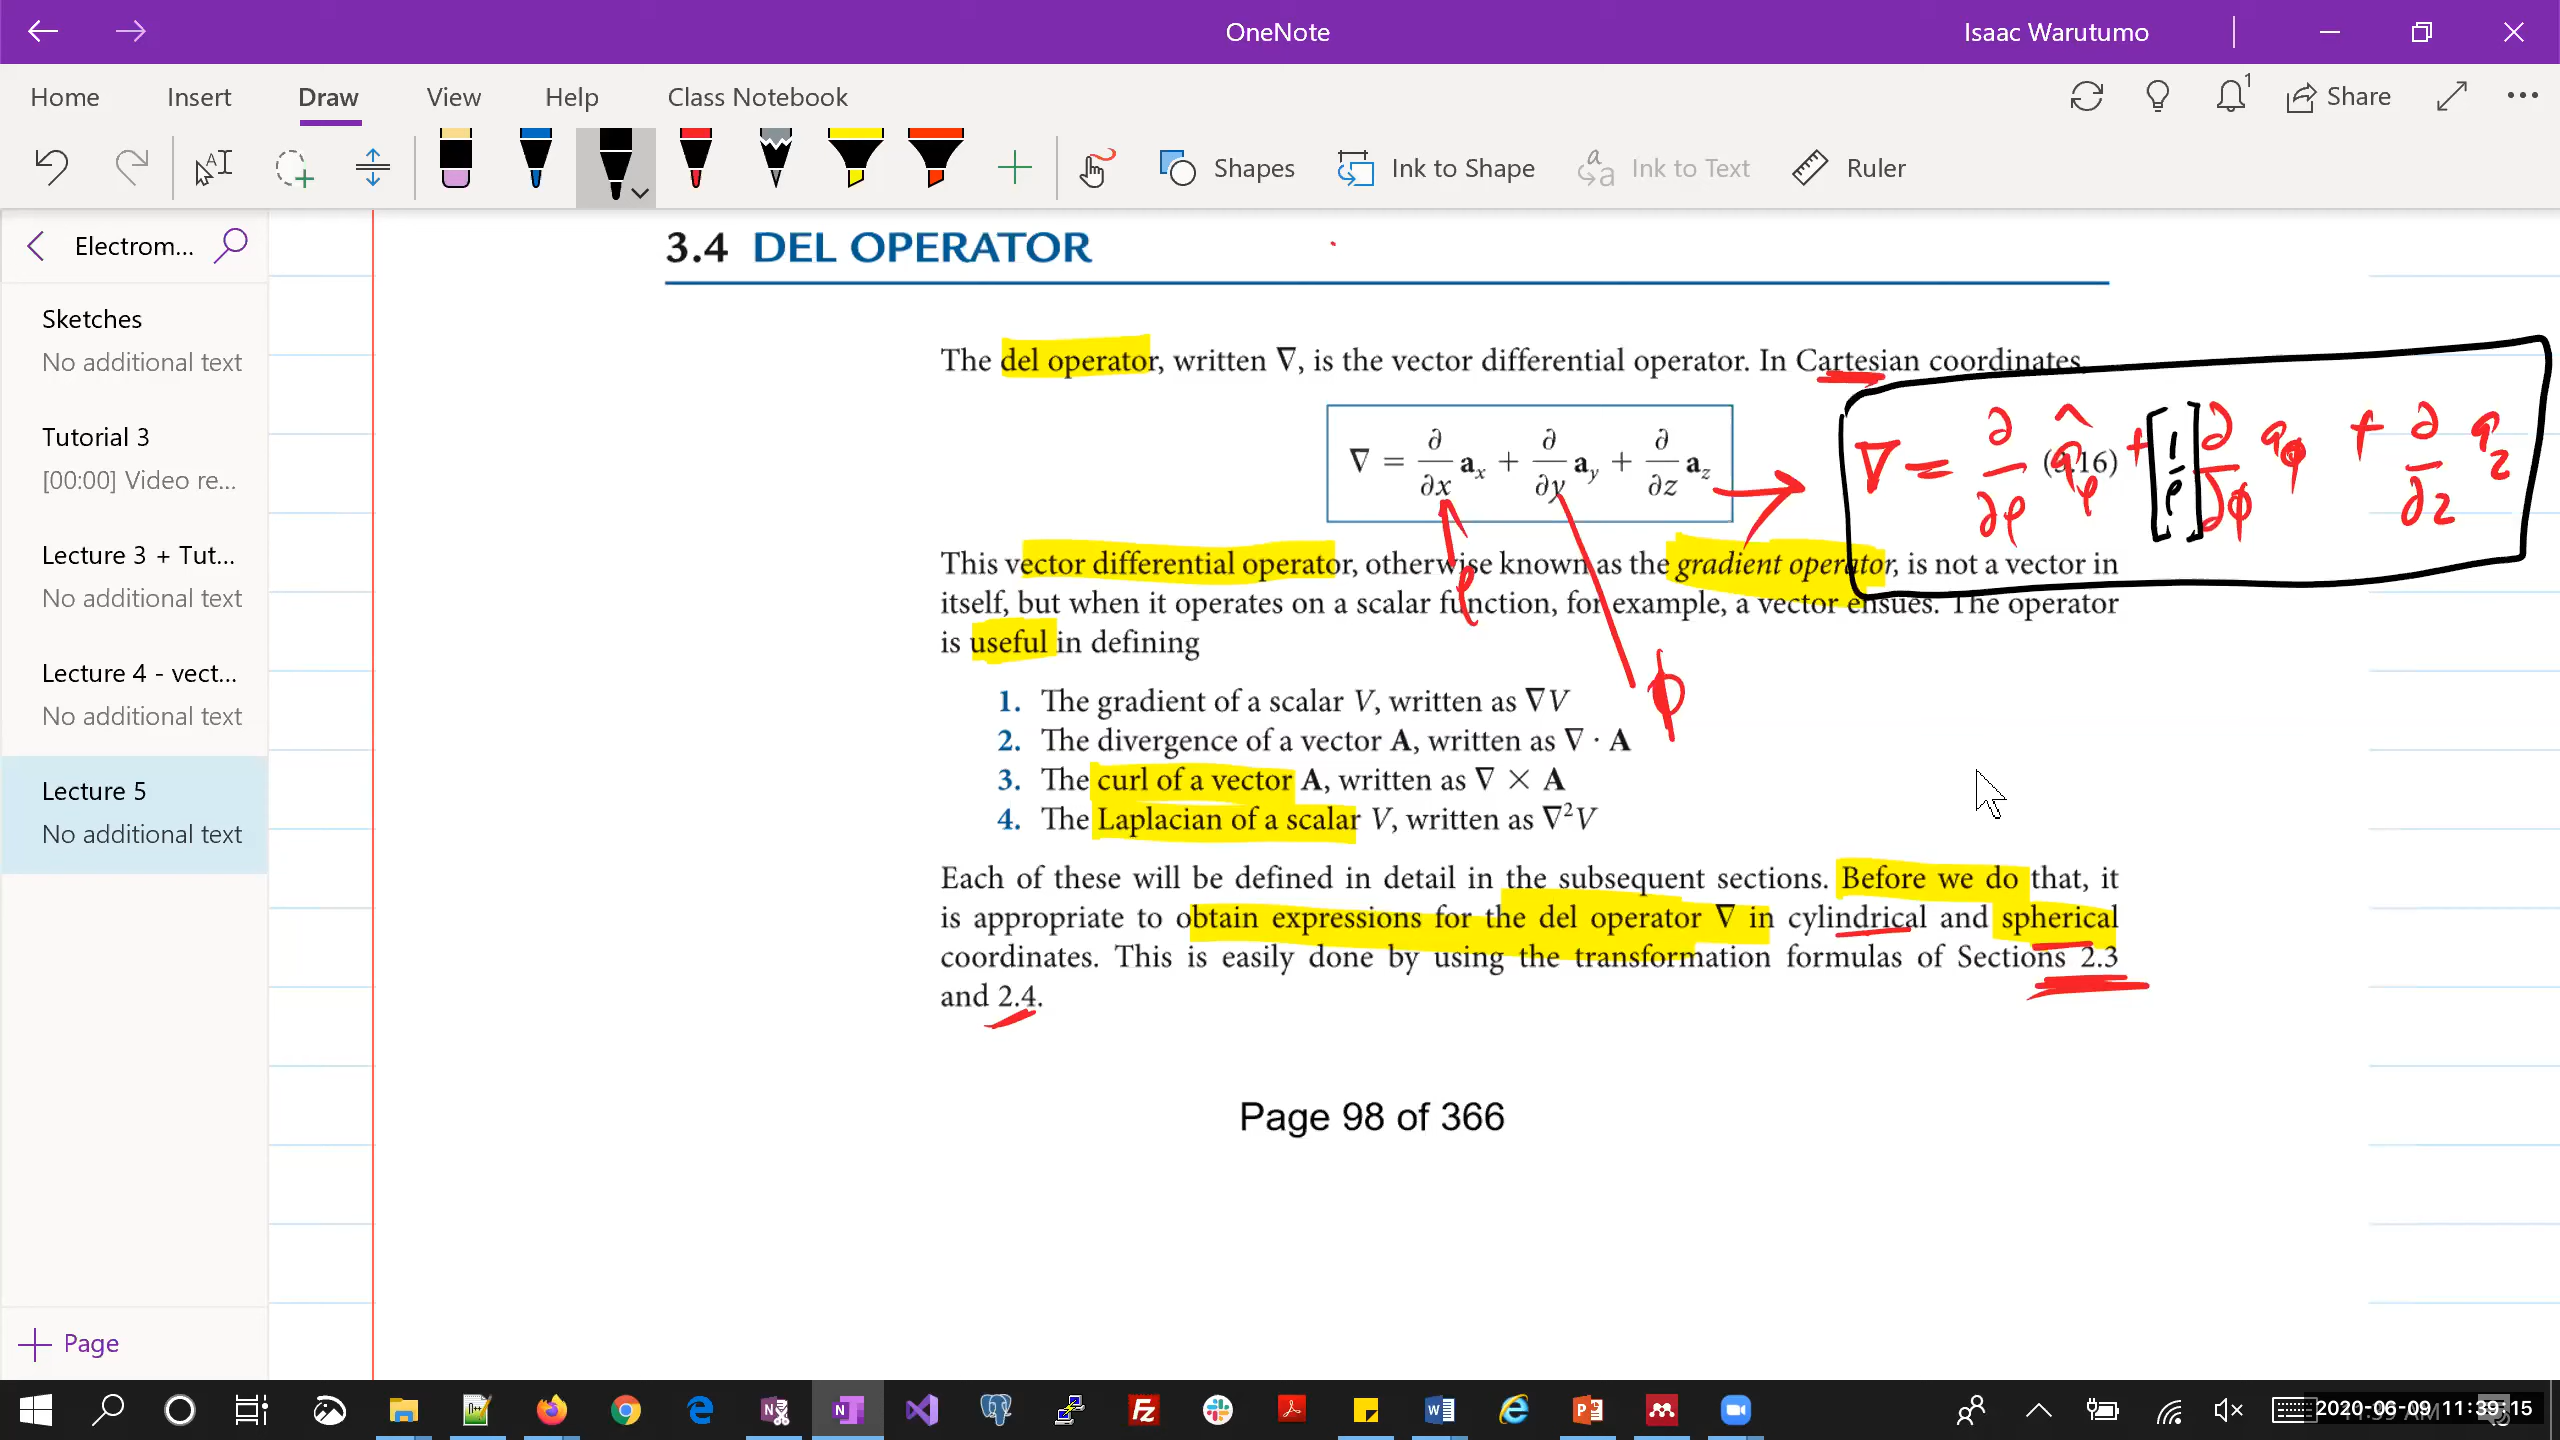 OneNote
Isaac Warutumo
Home Insert Draw View Help Class Notebook Share
Shapes Ink to Shape Ink to Text Ruler
Electrom...
Sketches
No additional text
Tutorial 3
[00:00] Video re...
Lecture 3 + Tut...
No additional text
Lecture 4 - vect...
No additional text
Lecture 5
No additional text
Page
3.4 DEL OPERATOR
The del operator, written ∇, is the vector differential operator. In Cartesian coordinates,
∇ = ∂/∂x a_x + ∂/∂y a_y + ∂/∂z a_z (3.16)
∇ = ∂/∂ρ â_ρ + [1/ρ] ∂/∂ϕ a_ϕ + ∂/∂z a_z
This vector differential operator, otherwise known as the gradient operator, is not a vector in
itself, but when it operates on a scalar function, for example, a vector ensues. The operator
ρ
is useful in defining
ϕ
1. The gradient of a scalar V, written as ∇V
2. The divergence of a vector A, written as ∇ · A
3. The curl of a vector A, written as ∇ × A
4. The Laplacian of a scalar V, written as ∇²V
Each of these will be defined in detail in the subsequent sections. Before we do that, it
is appropriate to obtain expressions for the del operator ∇ in cylindrical and spherical
coordinates. This is easily done by using the transformation formulas of Sections 2.3
and 2.4.
Page 98 of 366
2020-06-09 11:39:15